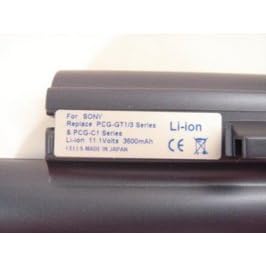 For SONY
Replace PCG-GT1/3 Series
& PCG-C1 Series
Li-ion 11.1Volts 3600mAh
CELLS MADE IN JAPAN
Li-ion